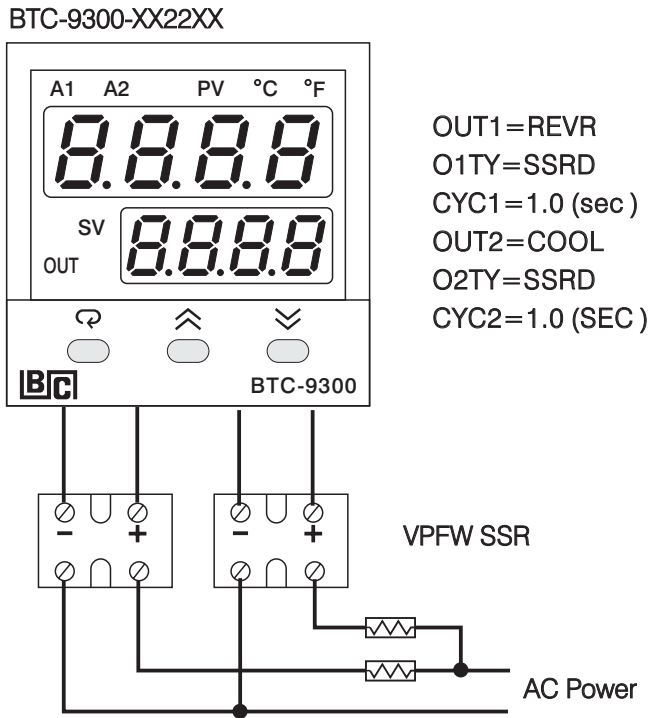 BTC-9300-XX22XX
A1 A2 PV °C °F
8.8.8.8
SV
8.8.8.8
OUT
BC
BTC-9300
OUT1=REVR
O1TY=SSRD
CYC1=1.0 (sec )
OUT2=COOL
O2TY=SSRD
CYC2=1.0 (SEC )
− + − +
VPFW SSR
AC Power